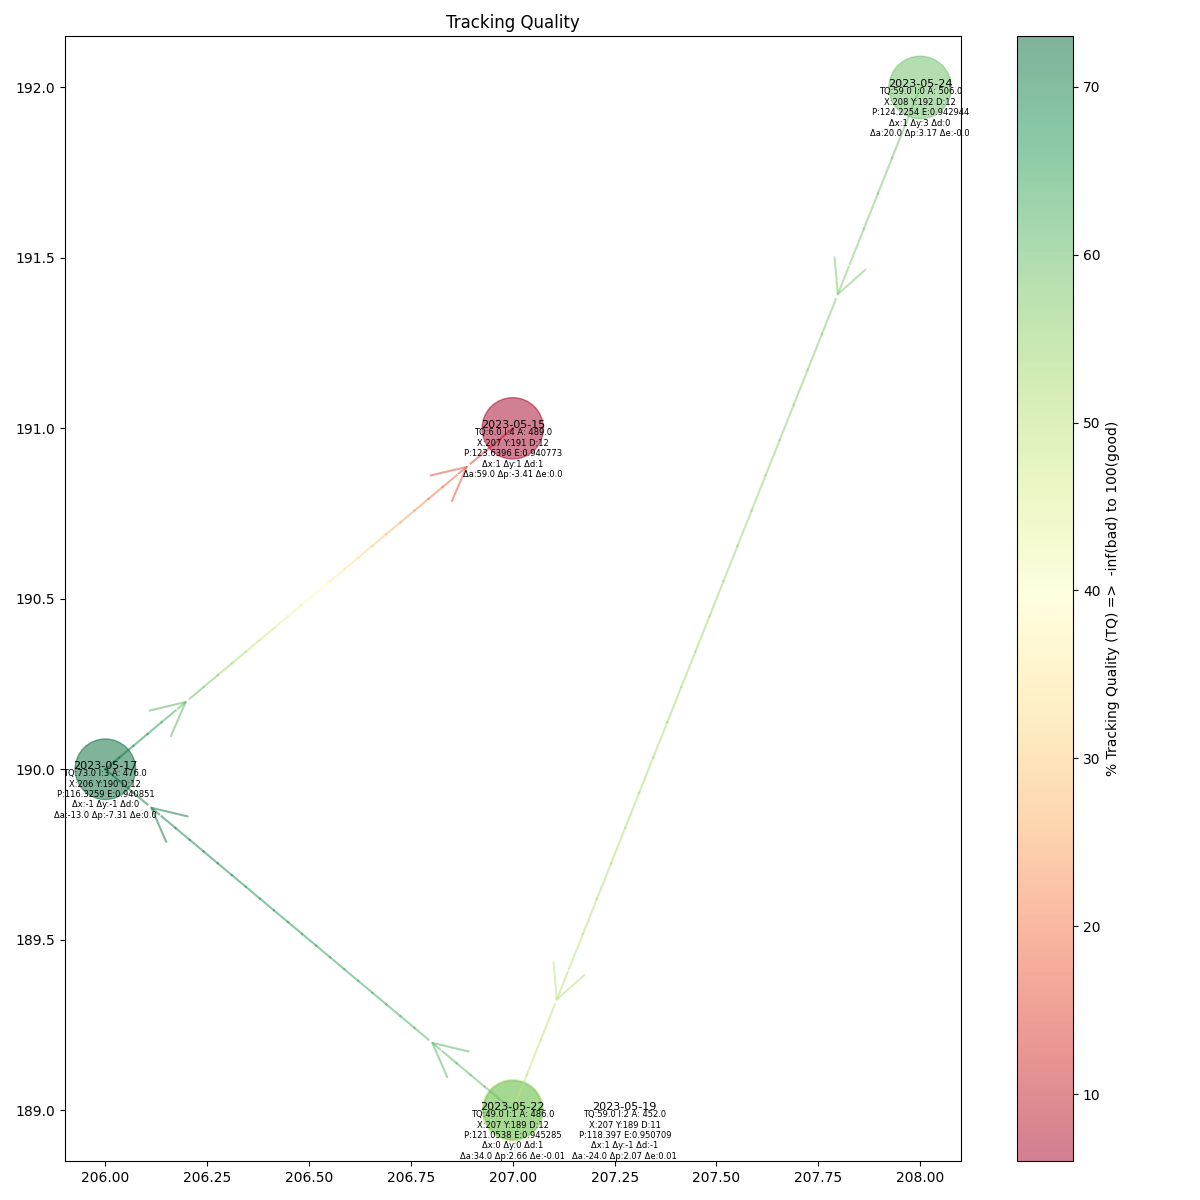 Tracking Quality
192.0
191.5
191.0
190.5
190.0
189.5
189.0
2023-05-24
TQ:59.0 I:0 A: 506.0
X:208 Y:192 D:12
P:124.2254 E:0.942944
Δx:1 Δy:3 Δd:0
Δa:20.0 Δp:3.17 Δe:-0.0
2023-05-15
TQ:6.0 I:4 A: 489.0
X:207 Y:191 D:12
P:123.6396 E:0.940773
Δx:1 Δy:1 Δd:1
Δa:59.0 Δp:-3.41 Δe:0.0
2023-05-17
TQ:73.0 I:3 A: 476.0
X:206 Y:190 D:12
P:116.3259 E:0.940851
Δx:-1 Δy:-1 Δd:0
Δa:-13.0 Δp:-7.31 Δe:0.0
2023-05-22
TQ:49.0 I:1 A: 486.0
X:207 Y:189 D:12
P:121.0538 E:0.945285
Δx:0 Δy:0 Δd:1
Δa:34.0 Δp:2.66 Δe:-0.01
2023-05-19
TQ:59.0 I:2 A: 452.0
X:207 Y:189 D:11
P:118.397 E:0.950709
Δx:1 Δy:-1 Δd:-1
Δa:-24.0 Δp:2.07 Δe:0.01
206.00 206.25 206.50 206.75 207.00 207.25 207.50 207.75 208.00
70
60
50
40
30
20
10
% Tracking Quality (TQ) =>  -inf(bad) to 100(good)